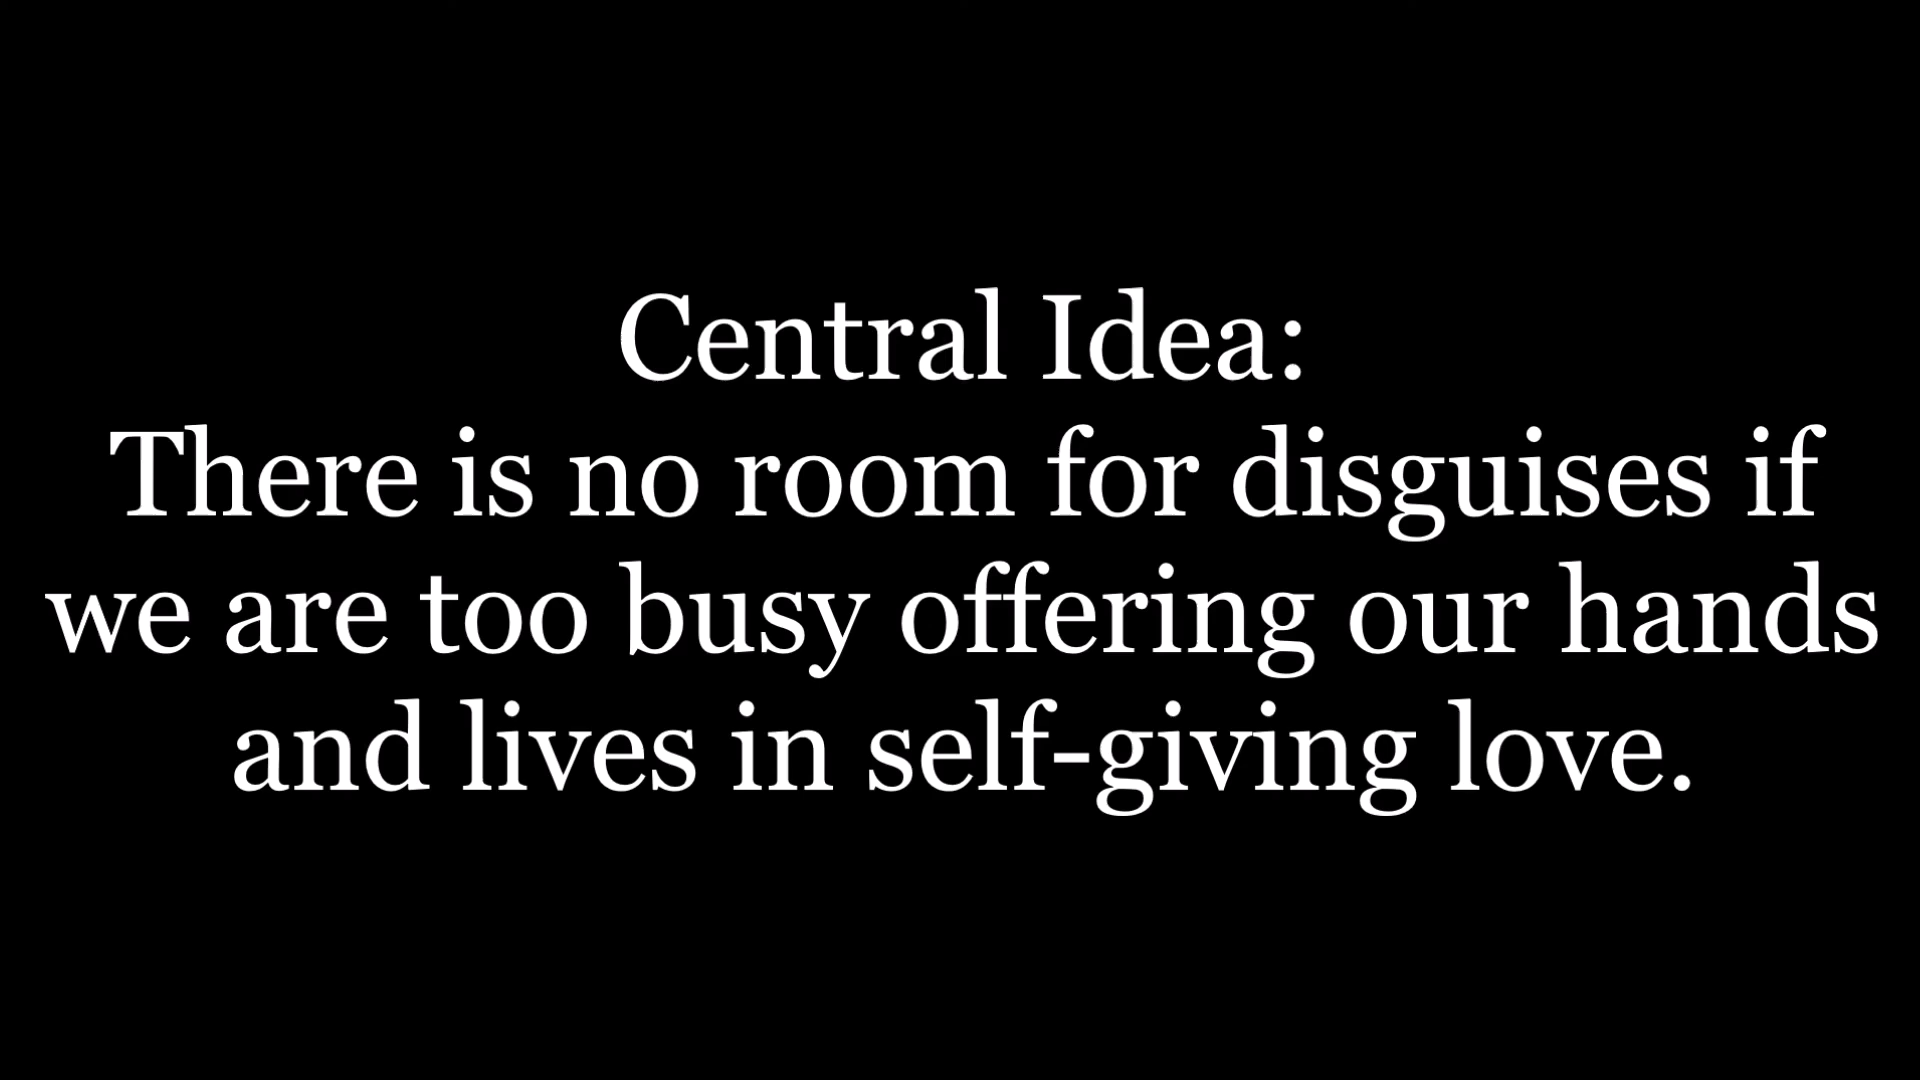 Central Idea:
There is no room for disguises if
we are too busy offering our hands
and lives in self-giving love.